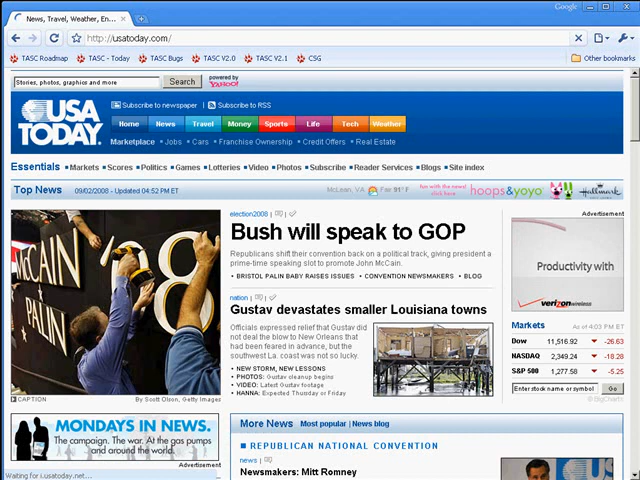 News, Travel, Weather, En...
Google
http://usatoday.com/
TASC Roadmap TASC - Today TASC Bugs TASC V2.0 TASC V2.1 CSG Other bookmarks
Stories, photos, graphics and more Search powered by YAHOO!
USA TODAY.
Subscribe to newspaper | Subscribe to RSS
Home News Travel Money Sports Life Tech Weather
Marketplace Jobs Cars Franchise Ownership Credit Offers Real Estate
Essentials Markets Scores Politics Games Lotteries Video Photos Subscribe Reader Services Blogs Site index
Top News 09/02/2008 - Updated 04:52 PM ET McLean, VA Fair 91° F
fun with the news! click here hoops&yoyo Hallmark
McCAIN '08
PALIN
CAPTION By Scott Olson, Getty Images
election2008
Bush will speak to GOP
Republicans shift their convention back on a political track, giving president a
prime-time speaking slot to promote John McCain.
BRISTOL PALIN BABY RAISES ISSUES CONVENTION NEWSMAKERS BLOG
nation
Gustav devastates smaller Louisiana towns
Officials expressed relief that Gustav did
not deal the blow to New Orleans that
had been feared in advance, but the
southwest La. coast was not so lucky.
NEW STORM, NEW LESSONS
PHOTOS: Gustav cleanup begins
VIDEO: Latest Gustav footage
HANNA: Expected Thursday or Friday
Advertisement
Productivity with
verizonwireless
Markets As of 4:03 PM ET
Dow 11,516.92 -26.63
NASDAQ 2,349.24 -18.28
S&P 500 1,277.58 -5.25
Enter stock name or symbol Go
© BigCharts
MONDAYS IN NEWS.
The campaign. The war. At the gas pumps
and around the world.
Advertisement
More News Most popular | News blog
REPUBLICAN NATIONAL CONVENTION
news
Newsmakers: Mitt Romney
Waiting for i.usatoday.net...